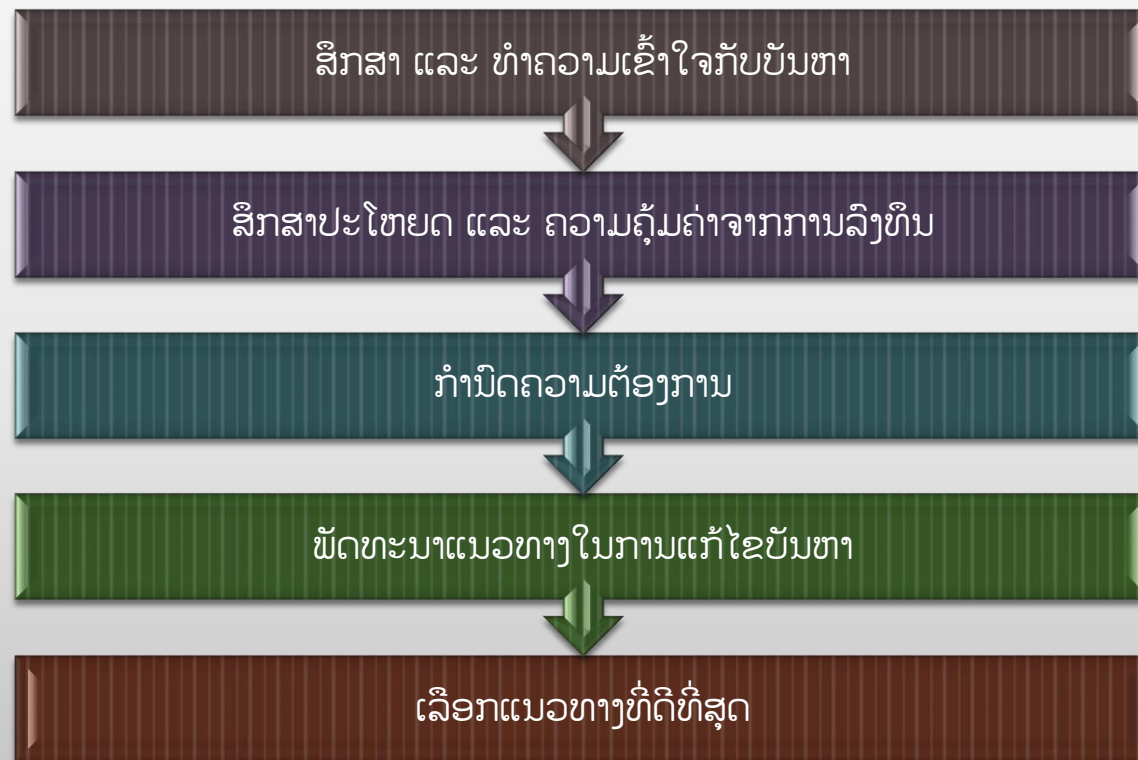 ສຶກສາ ແລະ ທຳຄວາມເຂົ້າໃຈກັບບັນຫາ
ສຶກສາປະໂຫຍດ ແລະ ຄວາມຄຸ້ມຄ່າຈາກການລົງທຶນ
ກຳນົດຄວາມຕ້ອງການ
ພັດທະນາແນວທາງໃນການແກ້ໄຂບັນຫາ
ເລືອກແນວທາງທີ່ດີທີ່ສຸດ